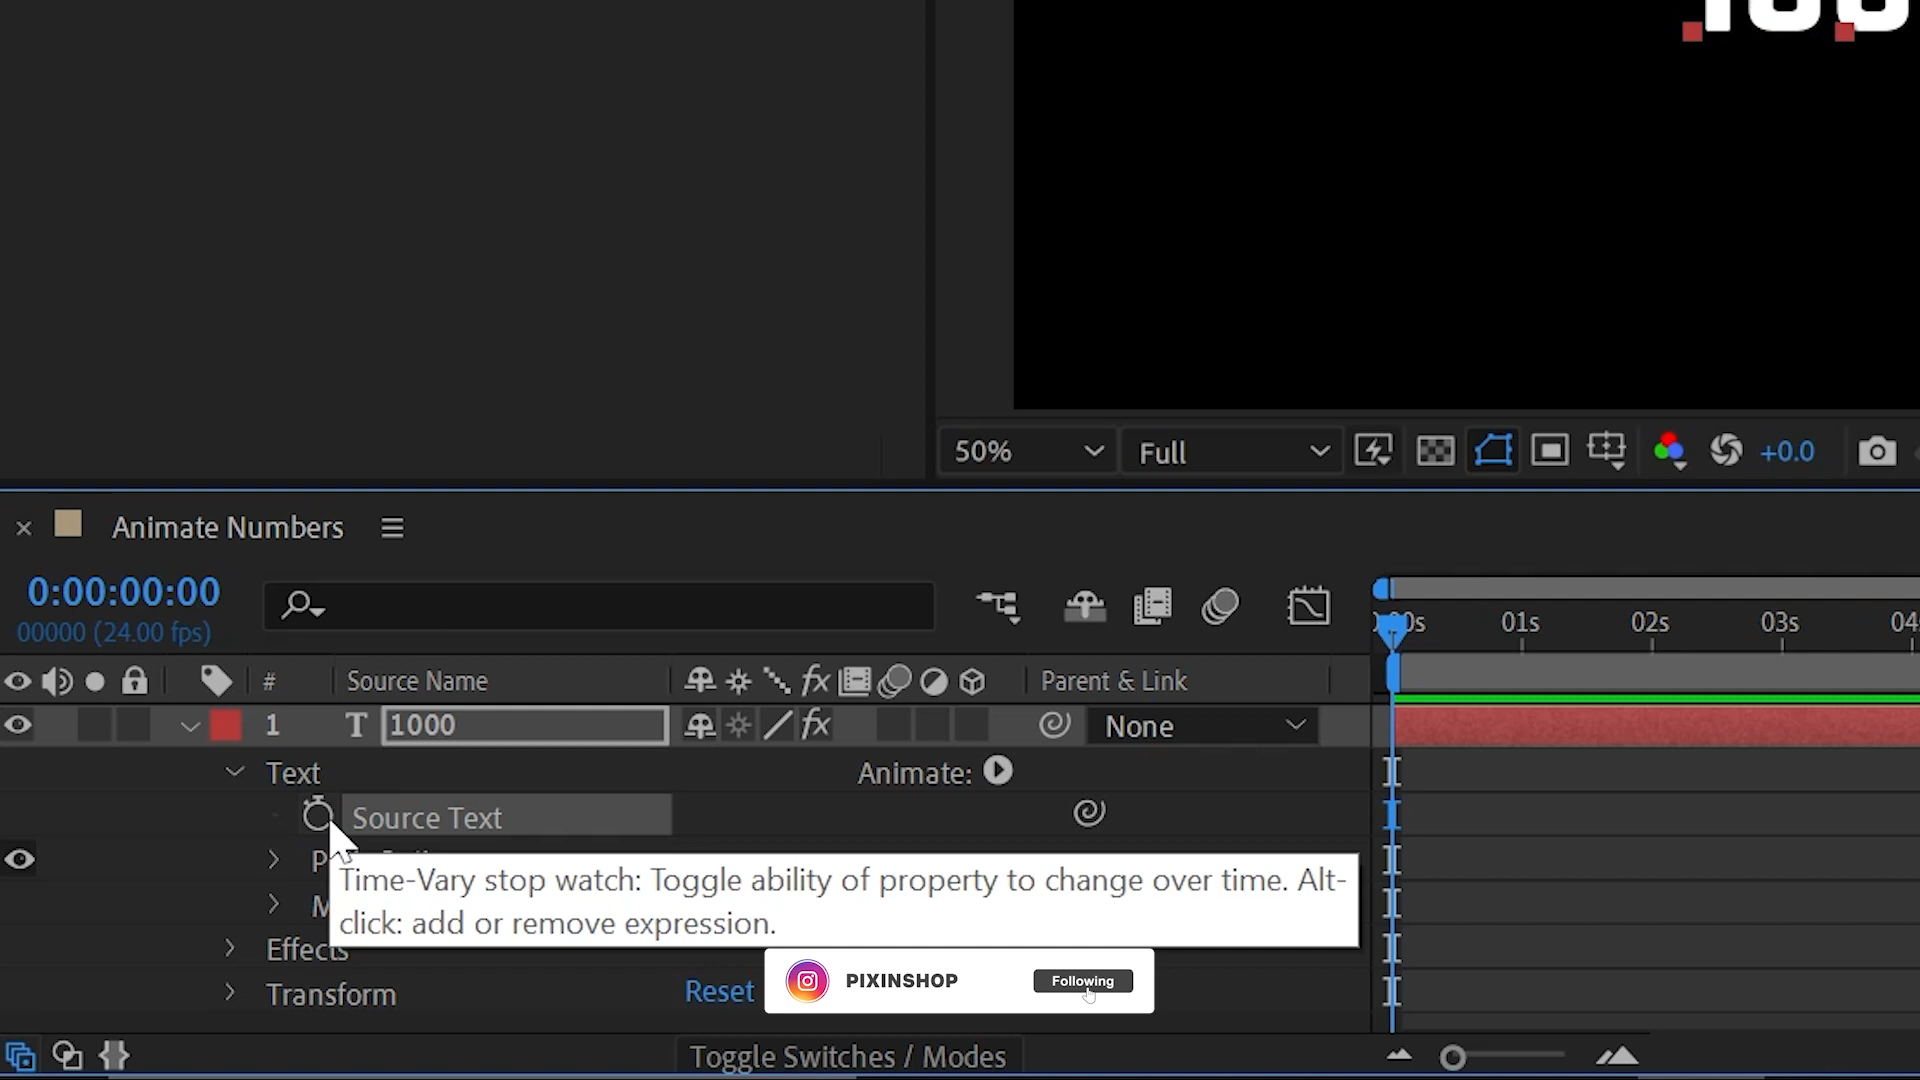 50%
Full
+0.0
Animate Numbers
0:00:00:00
00000 (24.00 fps)
01s
02s
03s
#
Source Name
Parent & Link
1
T
1000
fx
None
Text
Animate:
Source Text
Time-Vary stop watch: Toggle ability of property to change over time. Alt-
click: add or remove expression.
Effects
Transform
Reset
PIXINSHOP
Following
Toggle Switches / Modes